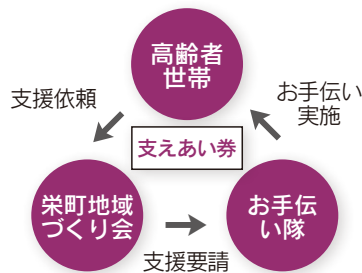 高齢者
世帯
支援依頼
お手伝い
実施
支えあい券
栄町地域
づくり会
お手伝
い隊
支援要請